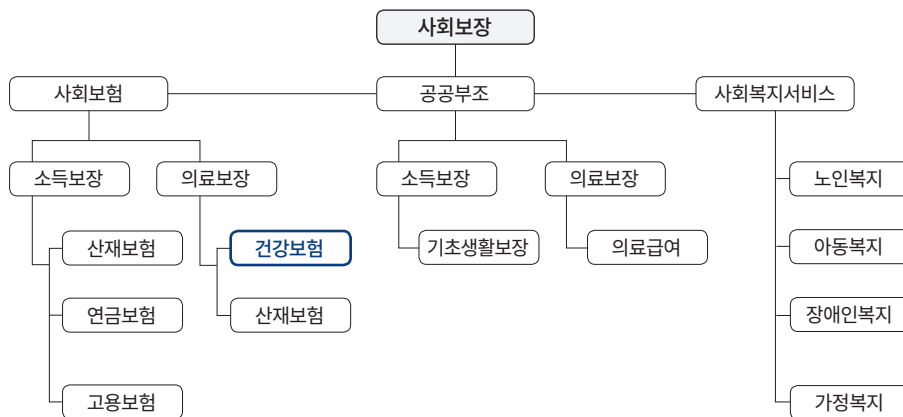 사회보장
사회보험
공공부조
사회복지서비스
소득보장
의료보장
소득보장
의료보장
노인복지
산재보험
건강보험
기초생활보장
의료급여
아동복지
연금보험
산재보험
장애인복지
고용보험
가정복지